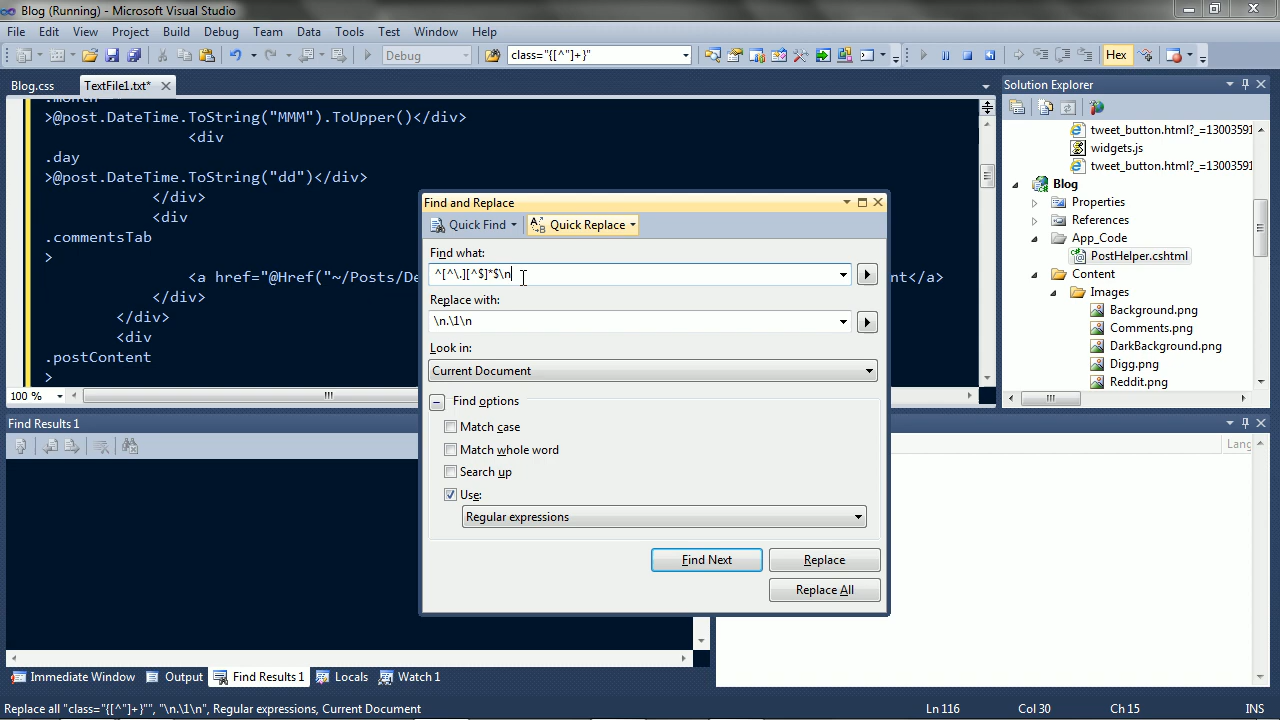 Blog (Running) - Microsoft Visual Studio
File Edit View Project Build Debug Team Data Tools Test Window Help
Debug class="{[^"]+}" Hex
Blog.css TextFile1.txt*
>@post.DateTime.ToString("MMM").ToUpper()</div>
<div
.day
>@post.DateTime.ToString("dd")</div>
</div>
<div
.commentsTab
>
<a href="@Href("~/Posts/De
nt</a>
</div>
</div>
<div
.postContent
>
100 %
Find and Replace
Quick Find Quick Replace
Find what:
^[^\.][^$]*$\n
Replace with:
\n.\1\n
Look in:
Current Document
Find options
Match case
Match whole word
Search up
Use:
Regular expressions
Find Next Replace
Replace All
Solution Explorer
tweet_button.html?_=13003591
widgets.js
tweet_button.html?_=13003591
Blog
Properties
References
App_Code
PostHelper.cshtml
Content
Images
Background.png
Comments.png
DarkBackground.png
Digg.png
Reddit.png
Find Results 1
Lang
Immediate Window Output Find Results 1 Locals Watch 1
Replace all "class="{[^"]+}"", "\n.\1\n", Regular expressions, Current Document Ln 116 Col 30 Ch 15 INS